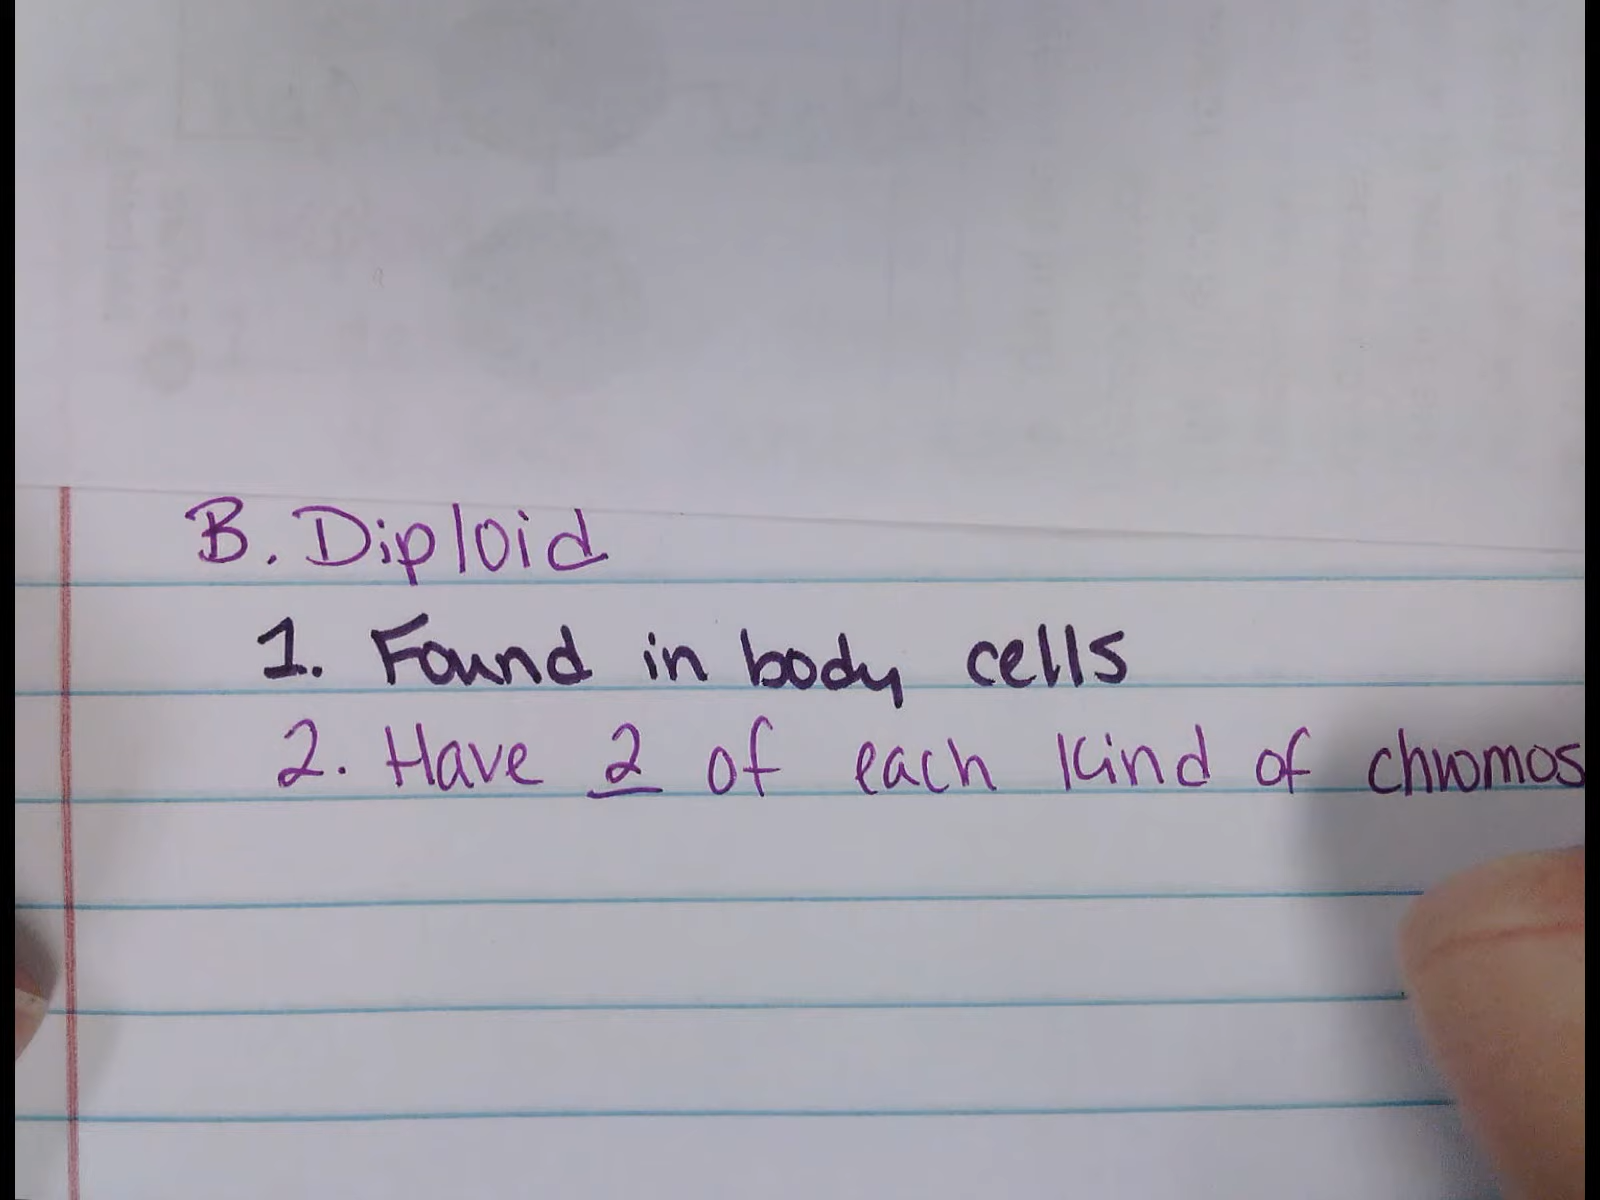 B. Diploid
1. Found in body cells
2. Have 2 of each kind of chromos